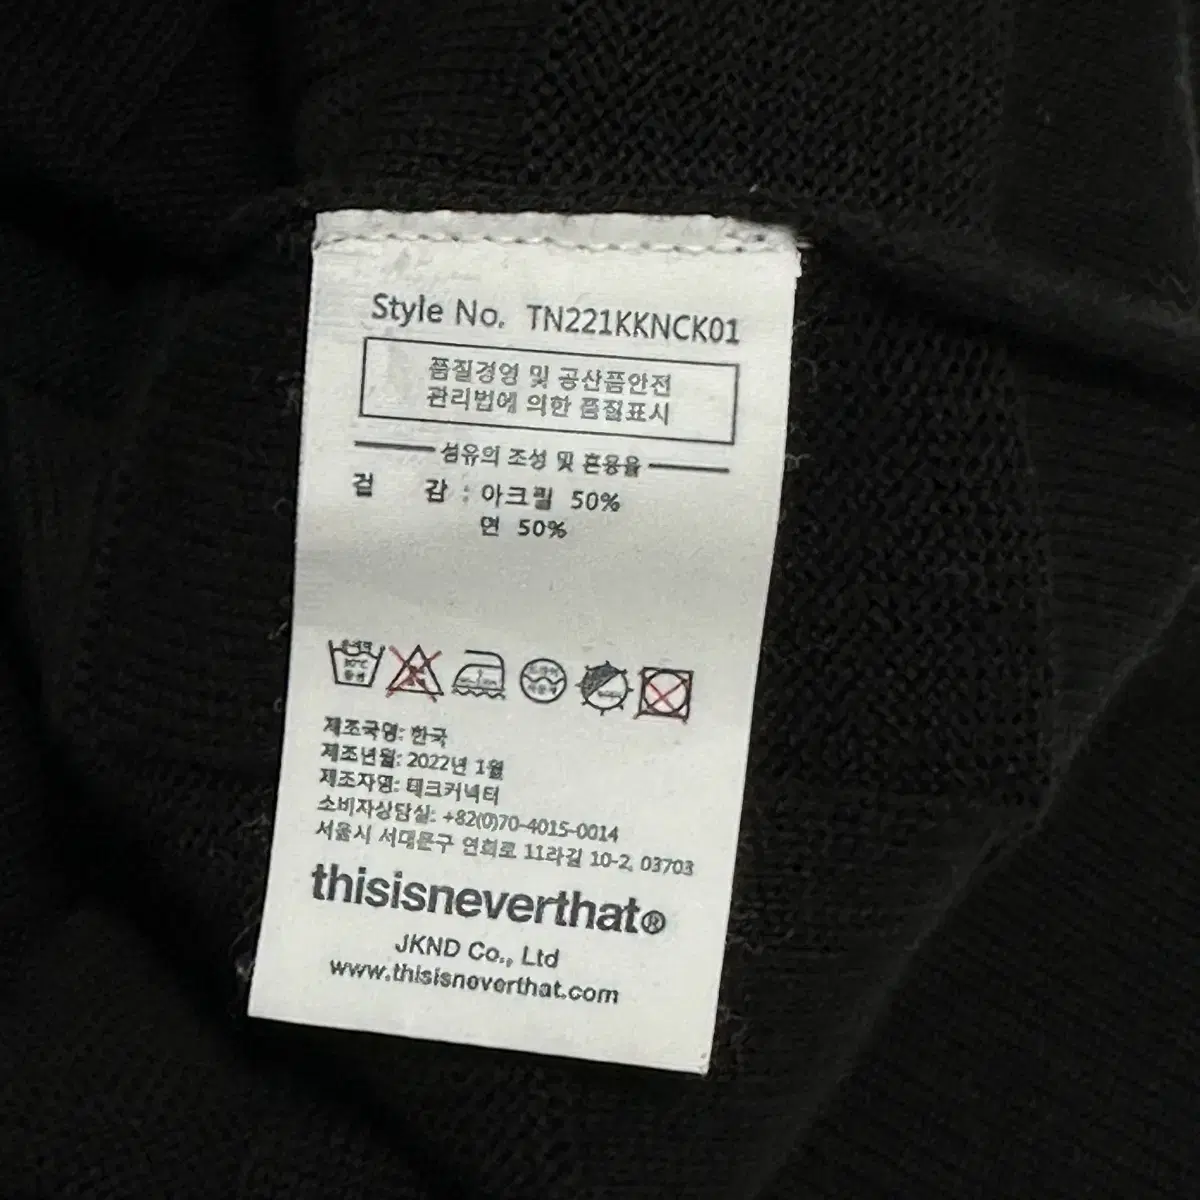 Style No. TN221KKNCK01
품질경영 및 공산품안전
관리법에 의한 품질표시
섬유의 조성 및 혼용율
겉 감 : 아크릴 50%
면 50%
30℃
제조국명: 한국
제조년월: 2022년 1월
제조자명: 테크커넥터
소비자상담실: +82(0)70-4015-0014
서울시 서대문구 연희로 11라길 10-2, 03703
thisisneverthat®
JKND Co., Ltd
www.thisisneverthat.com